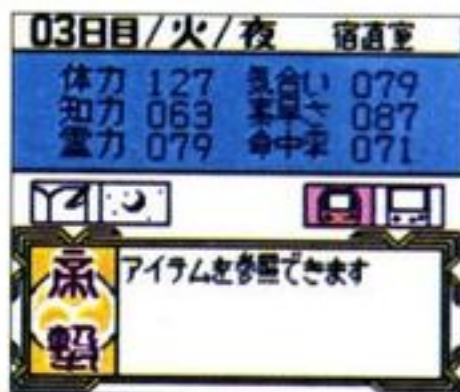 03日目/火/夜 宿直室
体力 127 気合い 079
知力 063 素早さ 087
霊力 079 命中率 071
アイテムを参照できます
帝